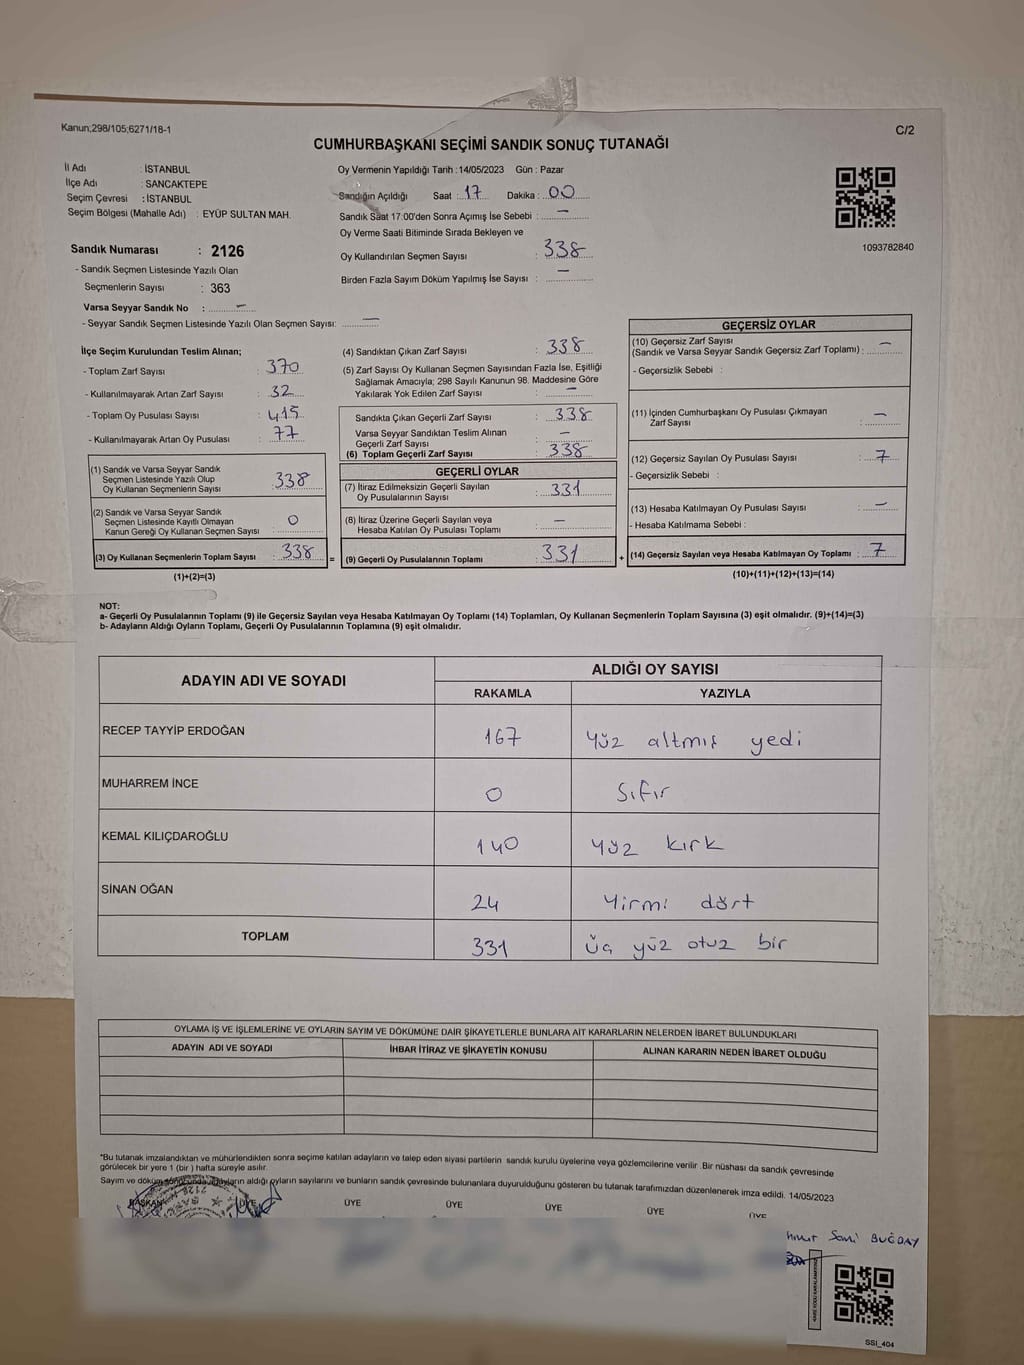 Kanun;298/105;6271/18-1
C/2
CUMHURBAŞKANI SEÇİMİ SANDIK SONUÇ TUTANAĞI
İl Adı : İSTANBUL
İlçe Adı : SANCAKTEPE
Seçim Çevresi : İSTANBUL
Seçim Bölgesi (Mahalle Adı) : EYÜP SULTAN MAH.
Oy Vermenin Yapıldığı Tarih : 14/05/2023 Gün : Pazar
Sandığın Açıldığı Saat : 17 Dakika : 00
Sandık Saat 17:00'den Sonra Açımış İse Sebebi : –
Oy Verme Saati Bitiminde Sırada Bekleyen ve
Oy Kullandırılan Seçmen Sayısı : 338
Birden Fazla Sayım Döküm Yapılmış İse Sayısı : –
1093782840
Sandık Numarası : 2126
- Sandık Seçmen Listesinde Yazılı Olan
Seçmenlerin Sayısı : 363
Varsa Seyyar Sandık No : –
- Seyyar Sandık Seçmen Listesinde Yazılı Olan Seçmen Sayısı: –
İlçe Seçim Kurulundan Teslim Alınan;
- Toplam Zarf Sayısı : 370
- Kullanılmayarak Artan Zarf Sayısı : 32
- Toplam Oy Pusulası Sayısı : 415
- Kullanılmayarak Artan Oy Pusulası : 77
(1) Sandık ve Varsa Seyyar Sandık
Seçmen Listesinde Yazılı Olup
Oy Kullanan Seçmenlerin Sayısı : 338
(2) Sandık ve Varsa Seyyar Sandık
Seçmen Listesinde Kayıtlı Olmayan
Kanun Gereği Oy Kullanan Seçmen Sayısı : 0
(3) Oy Kullanan Seçmenlerin Toplam Sayısı : 338 =
(1)+(2)=(3)
(4) Sandıktan Çıkan Zarf Sayısı : 338
(5) Zarf Sayısı Oy Kullanan Seçmen Sayısından Fazla İse, Eşitliği
Sağlamak Amacıyla; 298 Sayılı Kanunun 98. Maddesine Göre
Yakılarak Yok Edilen Zarf Sayısı : –
Sandıkta Çıkan Geçerli Zarf Sayısı : 338
Varsa Seyyar Sandıktan Teslim Alınan
Geçerli Zarf Sayısı : –
(6) Toplam Geçerli Zarf Sayısı : 338
GEÇERLİ OYLAR
(7) İtiraz Edilmeksizin Geçerli Sayılan
Oy Pusulalarının Sayısı : 331
(8) İtiraz Üzerine Geçerli Sayılan veya
Hesaba Katılan Oy Pusulası Toplamı : –
(9) Geçerli Oy Pusulalarının Toplamı 331 +
GEÇERSİZ OYLAR
(10) Geçersiz Zarf Sayısı
(Sandık ve Varsa Seyyar Sandık Geçersiz Zarf Toplamı) : –
- Geçersizlik Sebebi :
(11) İçinden Cumhurbaşkanı Oy Pusulası Çıkmayan
Zarf Sayısı : –
(12) Geçersiz Sayılan Oy Pusulası Sayısı : 7
- Geçersizlik Sebebi :
(13) Hesaba Katılmayan Oy Pusulası Sayısı : –
- Hesaba Katılmama Sebebi :
(14) Geçersiz Sayılan veya Hesaba Katılmayan Oy Toplamı : 7
(10)+(11)+(12)+(13)=(14)
NOT:
a- Geçerli Oy Pusulalarının Toplamı (9) ile Geçersiz Sayılan veya Hesaba Katılmayan Oy Toplamı (14) Toplamları, Oy Kullanan Seçmenlerin Toplam Sayısına (3) eşit olmalıdır. (9)+(14)=(3)
b- Adayların Aldığı Oyların Toplamı, Geçerli Oy Pusulalarının Toplamına (9) eşit olmalıdır.
ADAYIN ADI VE SOYADI
ALDIĞI OY SAYISI
RAKAMLA YAZIYLA
RECEP TAYYİP ERDOĞAN 167 Yüz altmış yedi
MUHARREM İNCE 0 Sıfır
KEMAL KILIÇDAROĞLU 140 Yüz kırk
SİNAN OĞAN 24 Yirmi dört
TOPLAM 331 Üç yüz otuz bir
OYLAMA İŞ VE İŞLEMLERİNE VE OYLARIN SAYIM VE DÖKÜMÜNE DAİR ŞİKAYETLERLE BUNLARA AİT KARARLARIN NELERDEN İBARET BULUNDUKLARI
ADAYIN ADI VE SOYADI İHBAR İTİRAZ VE ŞİKAYETİN KONUSU ALINAN KARARIN NEDEN İBARET OLDUĞU
*Bu tutanak imzalandıktan ve mühürlendikten sonra seçime katılan adayların ve talep eden siyasi partilerin sandık kurulu üyelerine veya gözlemcilerine verilir .Bir nüshası da sandık çevresinde
görülecek bir yere 1 (bir ) hafta süreyle asılır.
Sayım ve döküm sonucunda adayların aldığı oyların sayılarını ve bunların sandık çevresinde bulunanlara duyurulduğunu gösteren bu tutanak tarafımızdan düzenlenerek imza edildi. 14/05/2023
BAŞKAN ÜYE ÜYE ÜYE ÜYE ÜYE ÜYE
Sami BUĞDAY
SSI_404